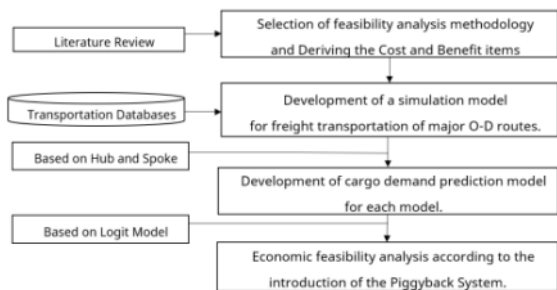 Literature Review
Selection of feasibility analysis methodology
and Deriving the Cost and Benefit items
Transportation Databases
Development of a simulation model
for freight transportation of major O-D routes.
Based on Hub and Spoke
Development of cargo demand prediction model
for each model.
Based on Logit Model
Economic feasibility analysis according to the
introduction of the Piggyback System.